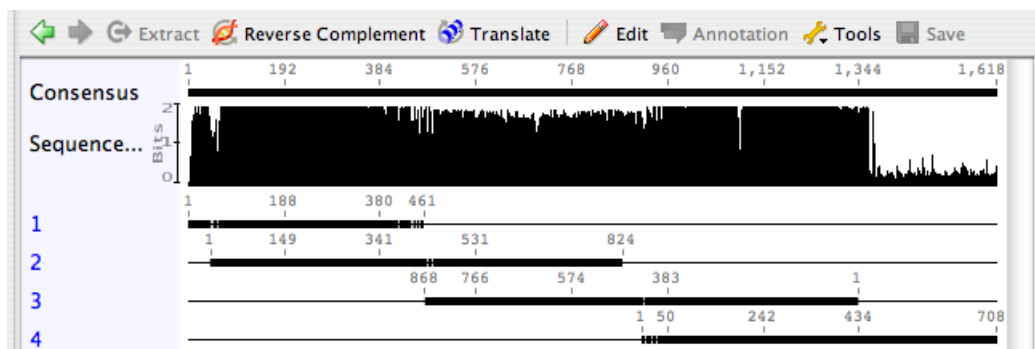 Extract Reverse Complement Translate Edit Annotation Tools Save
1 192 384 576 768 960 1,152 1,344 1,618
Consensus
2
Sequence... Bits 1
0
1 188 380 461
1
1 149 341 531 824
2
868 766 574 383 1
3
1 50 242 434 708
4